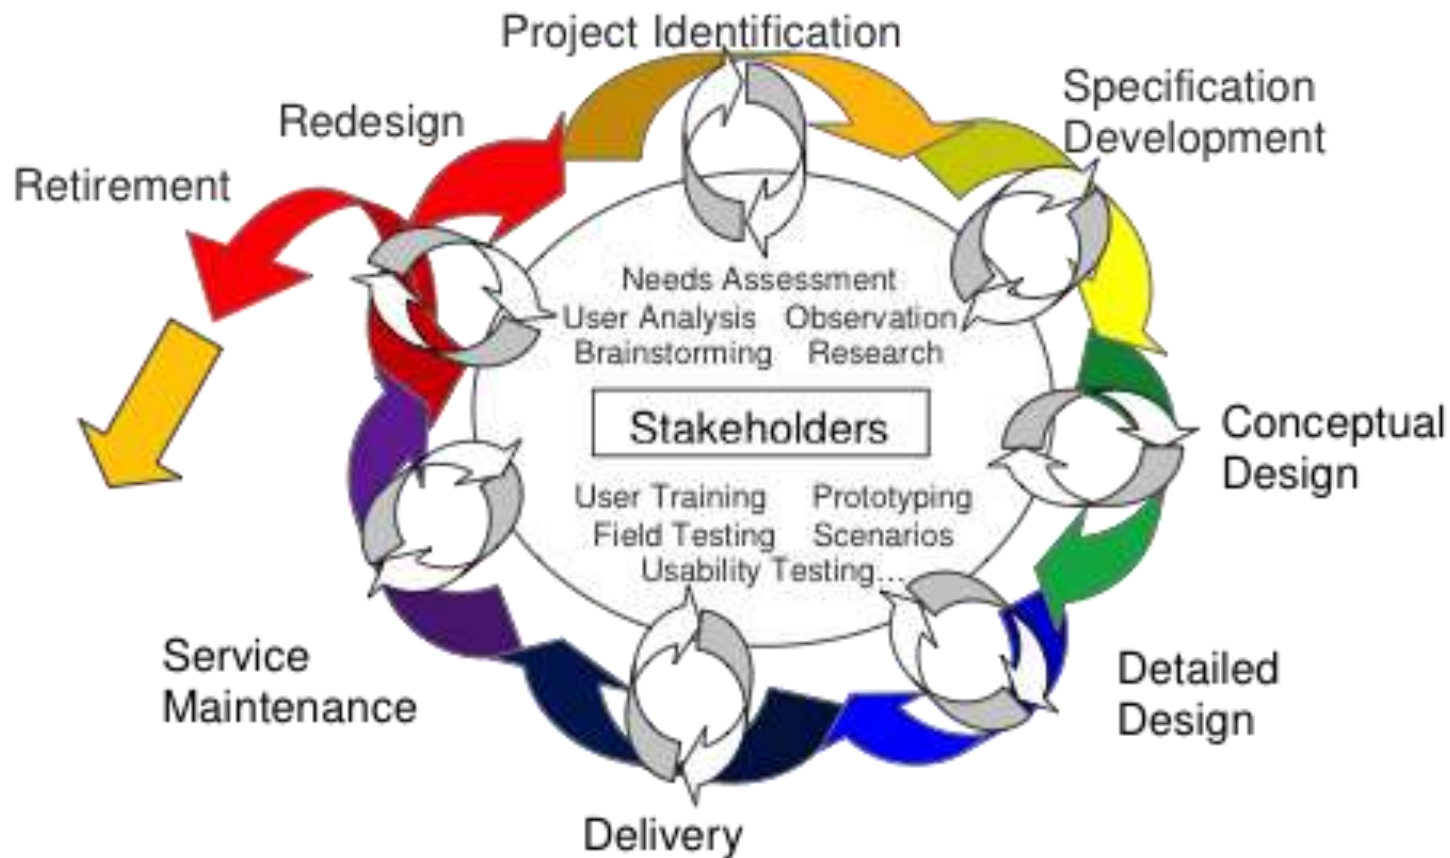 Project Identification
Specification
Development
Redesign
Retirement
Needs Assessment
User Analysis Observation
Brainstorming Research
Stakeholders
Conceptual
Design
User Training Prototyping
Field Testing Scenarios
Usability Testing...
Service
Maintenance
Detailed
Design
Delivery